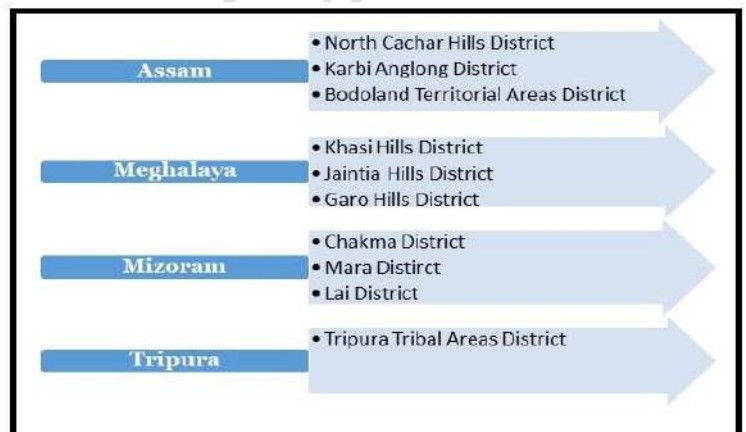 Assam
• North Cachar Hills District
• Karbi Anglong District
• Bodoland Territorial Areas District
Meghalaya
• Khasi Hills District
• Jaintia Hills District
• Garo Hills District
Mizoram
• Chakma District
• Mara Distirct
• Lai District
Tripura
• Tripura Tribal Areas District